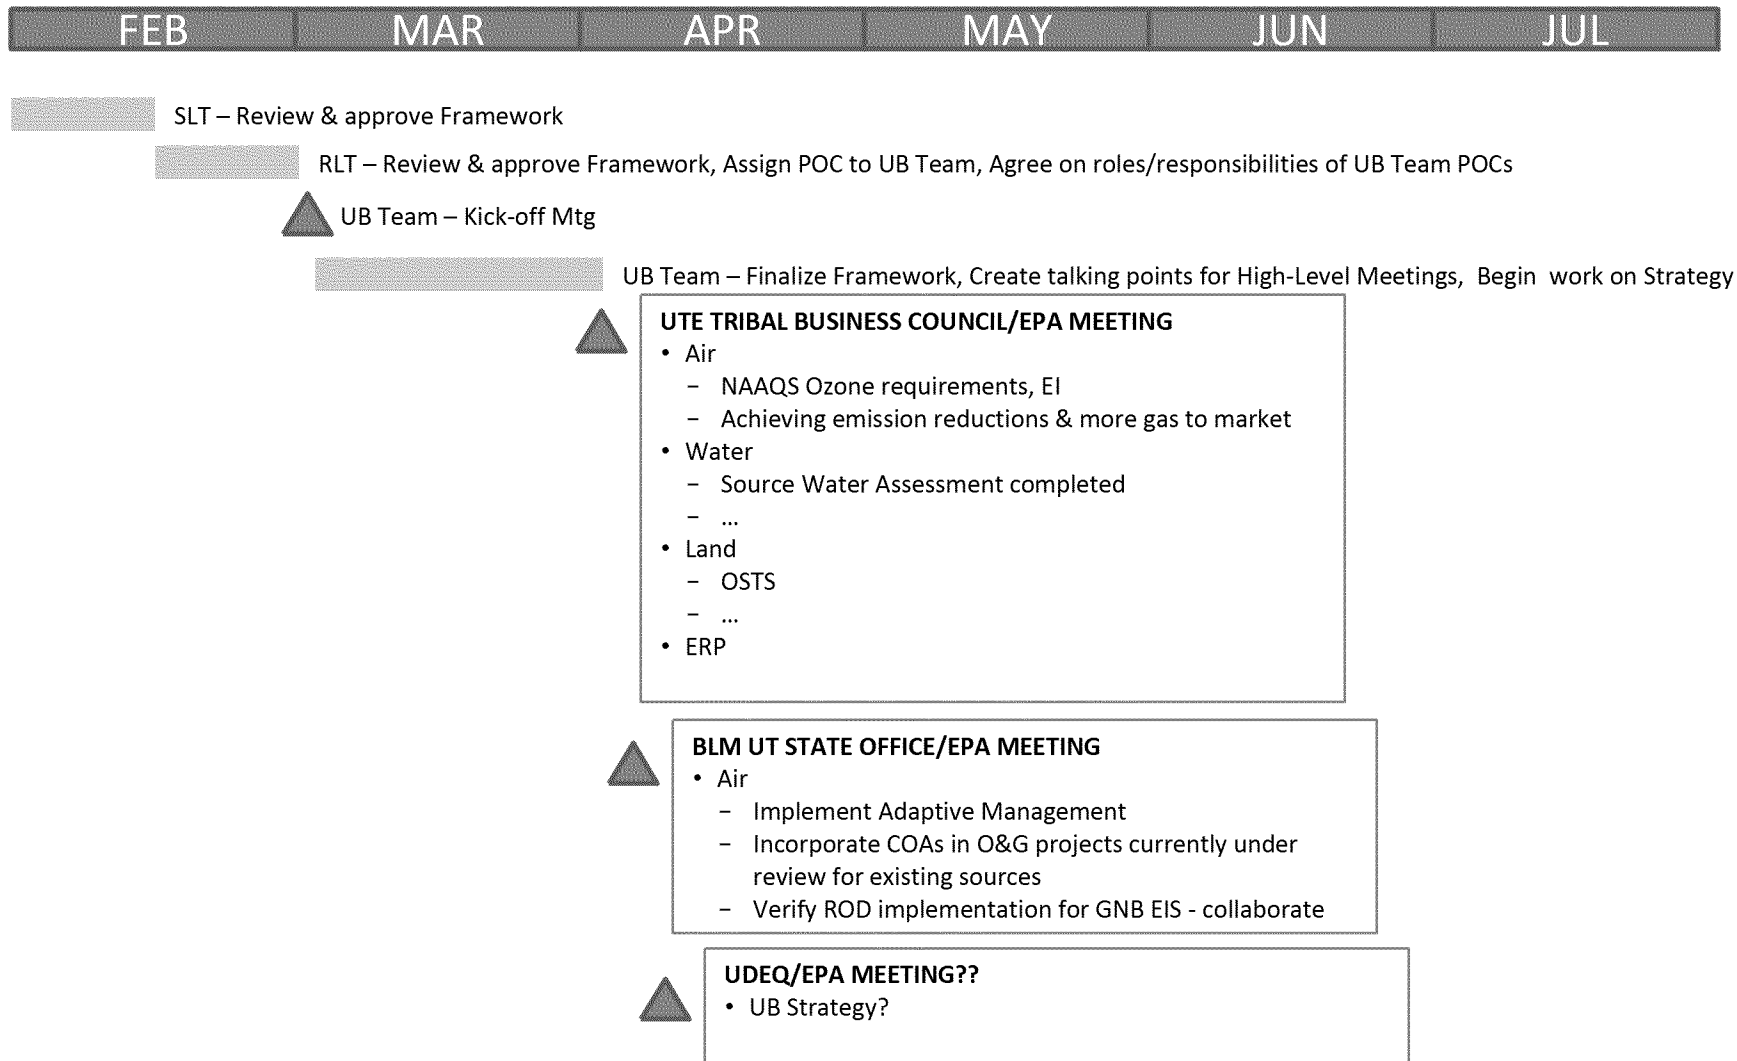 FEB MAR APR MAY JUN JUL
SLT – Review & approve Framework
RLT – Review & approve Framework, Assign POC to UB Team, Agree on roles/responsibilities of UB Team POCs
UB Team – Kick-off Mtg
UB Team – Finalize Framework, Create talking points for High-Level Meetings, Begin work on Strategy
UTE TRIBAL BUSINESS COUNCIL/EPA MEETING
• Air
– NAAQS Ozone requirements, EI
– Achieving emission reductions & more gas to market
• Water
– Source Water Assessment completed
– ...
• Land
– OSTS
– ...
• ERP
BLM UT STATE OFFICE/EPA MEETING
• Air
– Implement Adaptive Management
– Incorporate COAs in O&G projects currently under
review for existing sources
– Verify ROD implementation for GNB EIS - collaborate
UDEQ/EPA MEETING??
• UB Strategy?